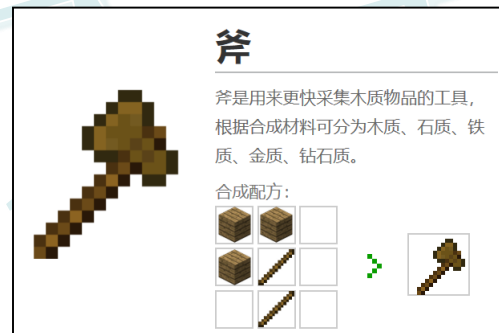 斧
斧是用来更快采集木质物品的工具，
根据合成材料可分为木质、石质、铁
质、金质、钻石质。
合成配方：